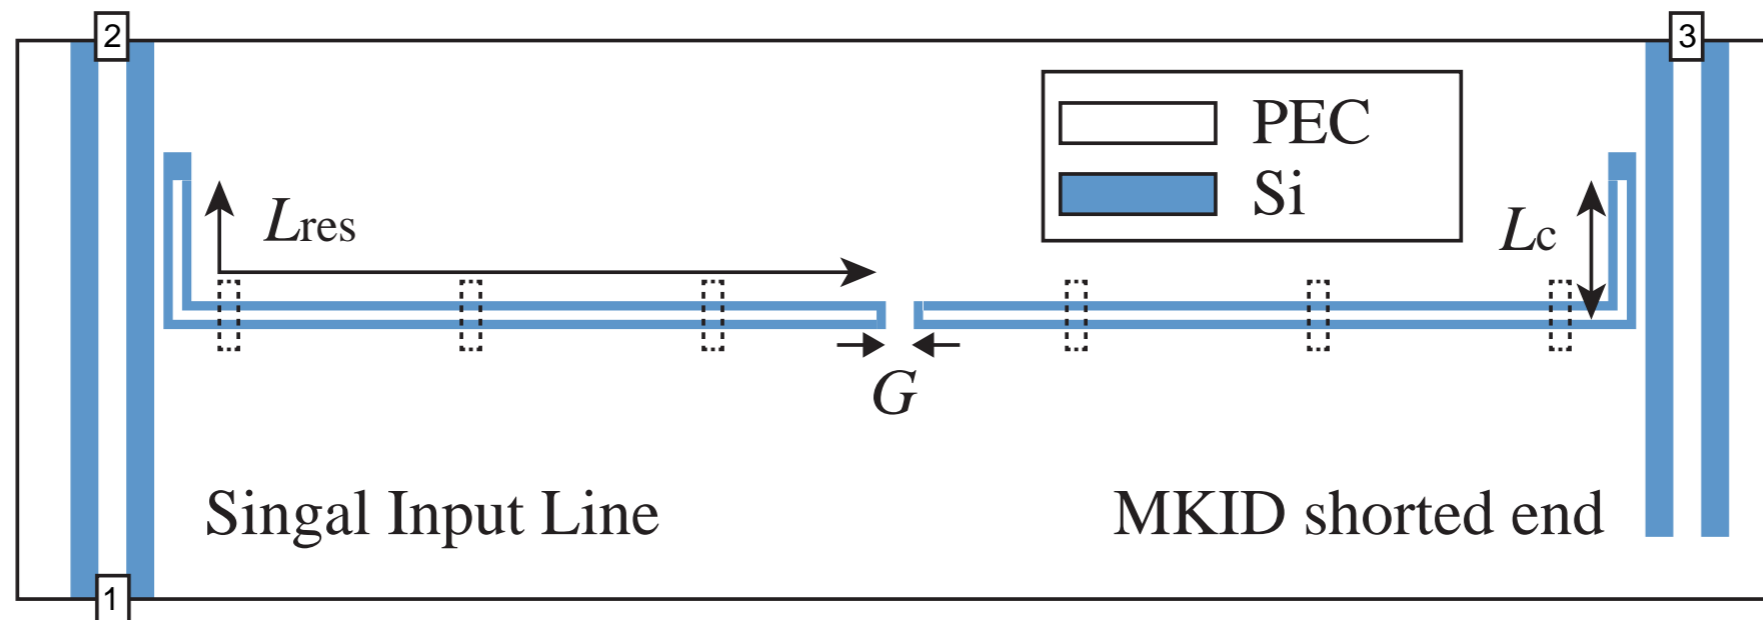 2
3
PEC
Si
Lres
Lc
G
Singal Input Line
MKID shorted end
1